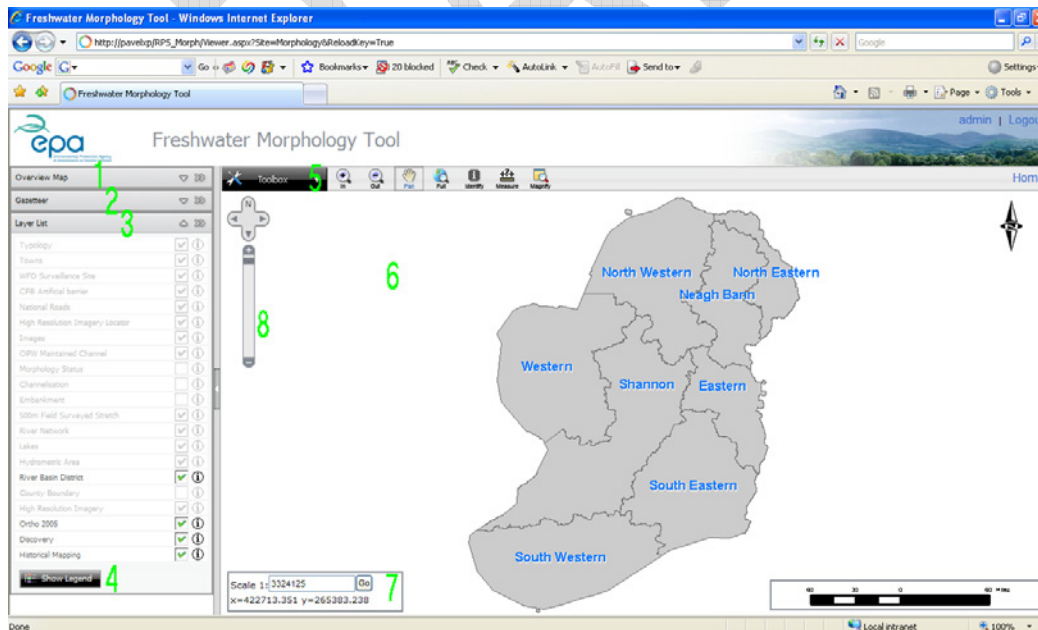 Freshwater Morphology Tool - Windows Internet Explorer
http://pavelxp/RPS_Morph/Viewer.aspx?Site=Morphology&ReloadKey=True
Google
Google G Go Bookmarks 20 blocked Check AutoLink AutoFill Send to Settings
Freshwater Morphology Tool
Page Tools
epa
Freshwater Morphology Tool
admin | Logou
Overview Map 1
Gazetteer 2
Layer List 3
Toolbox 5 In Out Pan Full Identify Measure Magnify Hom
Typology
Towns
WFD Surveillance Site
CFB Artificial barrier
National Roads
High Resolution Imagery Locator
Images
OPW Maintained Channel
Morphology Status
Channelisation
Embankment
500m Field Surveyed Stretch
River Network
Lakes
Hydrometric Area
River Basin District
County Boundary
High Resolution Imagery
Ortho 2005
Discovery
Historical Mapping
Show Legend 4
N
8
6
N
North Western
North Eastern
Neagh Bann
Western
Shannon
Eastern
South Eastern
South Western
Scale 1: 3324125 Go 7
x=422713.351 y=265383.238
60 30 0 60
Done
Local intranet 100%